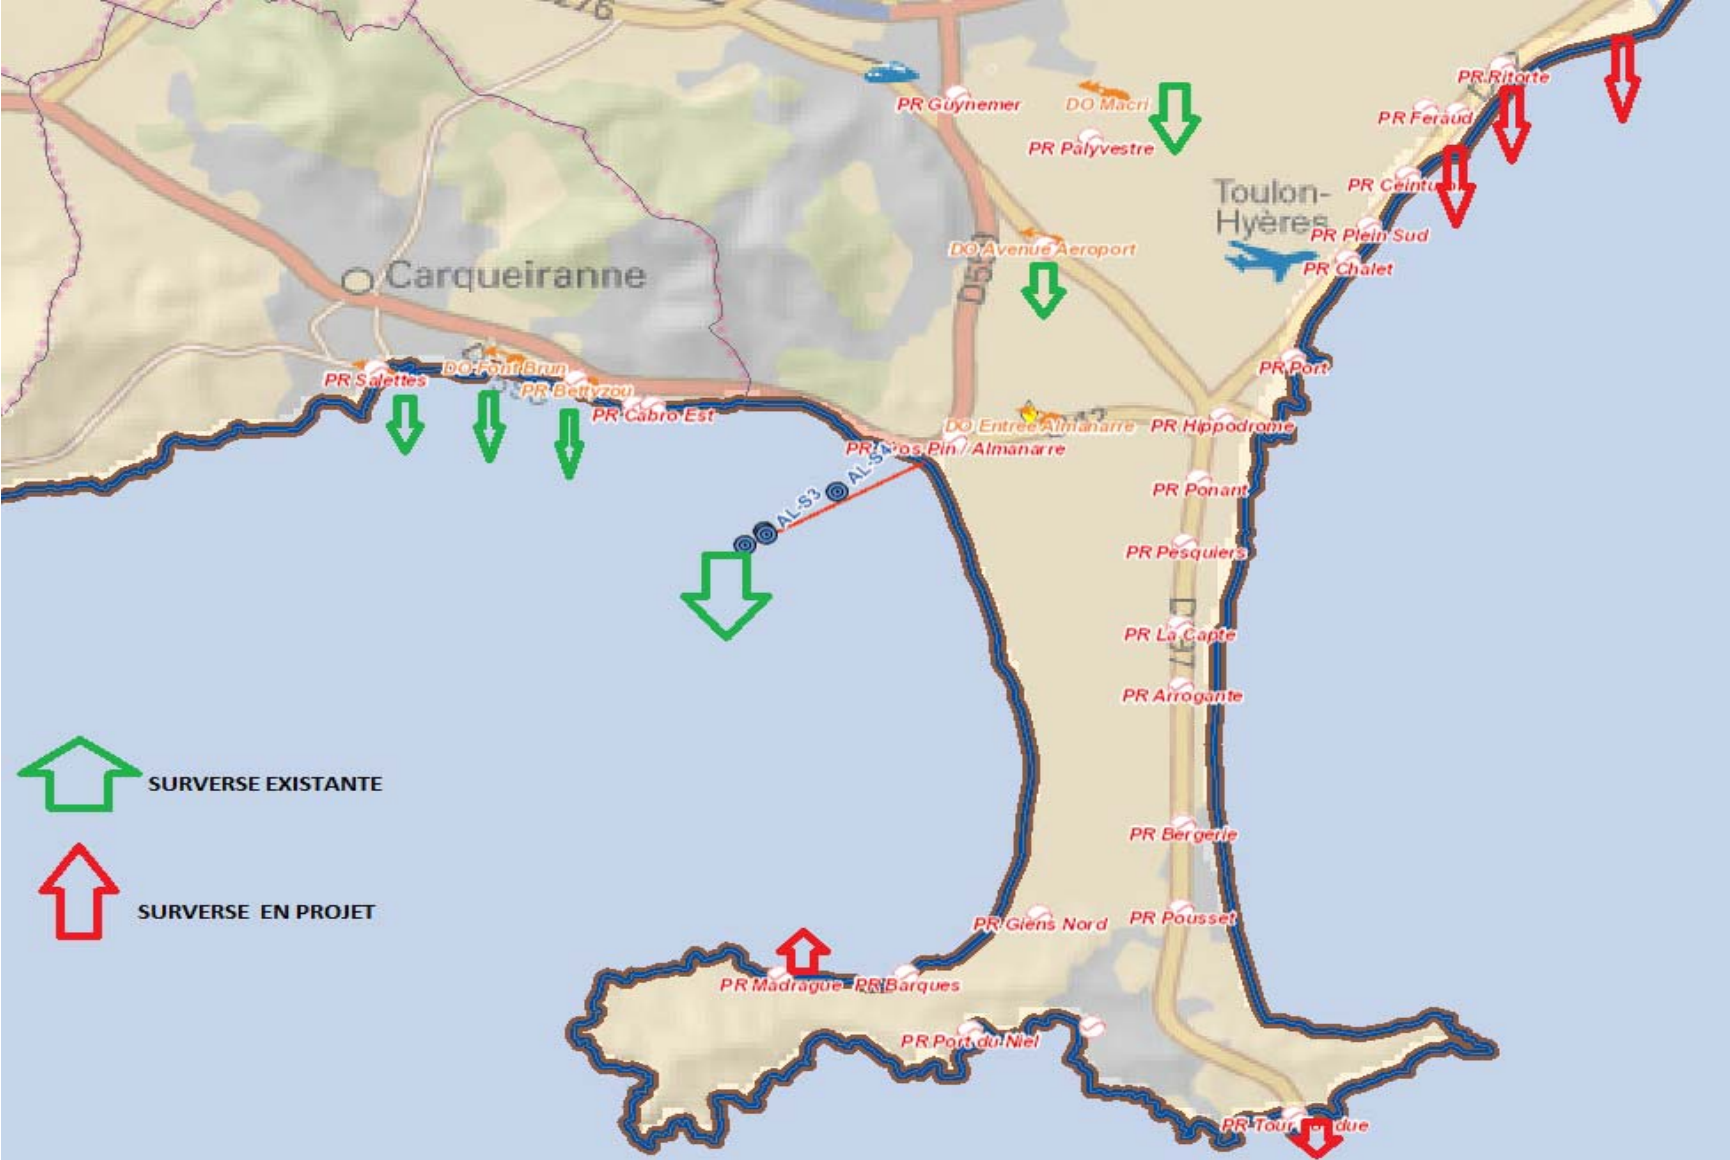 D276
PR Ritorte
PR Guynemer
DO Macri
PR Feraud
PR Palyvestre
PR Ceintu
Toulon-
Hyères
PR Plein Sud
DO Avenue Aeroport
PR Chalet
Carqueiranne
PR Salettes
DO Font Brun
PR Bettyzou
PR Cabro Est
PR Port
DO Entree Almanarre
PR Hippodrome
Pin / Almanarre
AL-S4
AL-S3
PR Ponant
PR Pesquiers
PR La Capte
PR Arrogante
SURVERSE EXISTANTE
PR Bergerie
SURVERSE EN PROJET
PR Giens Nord
PR Pousset
PR Madrague
PR Barques
PR Port du Niel
PR Tour due